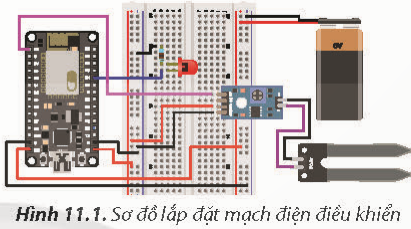 9V
Hình 11.1. Sơ đồ lắp đặt mạch điện điều khiển